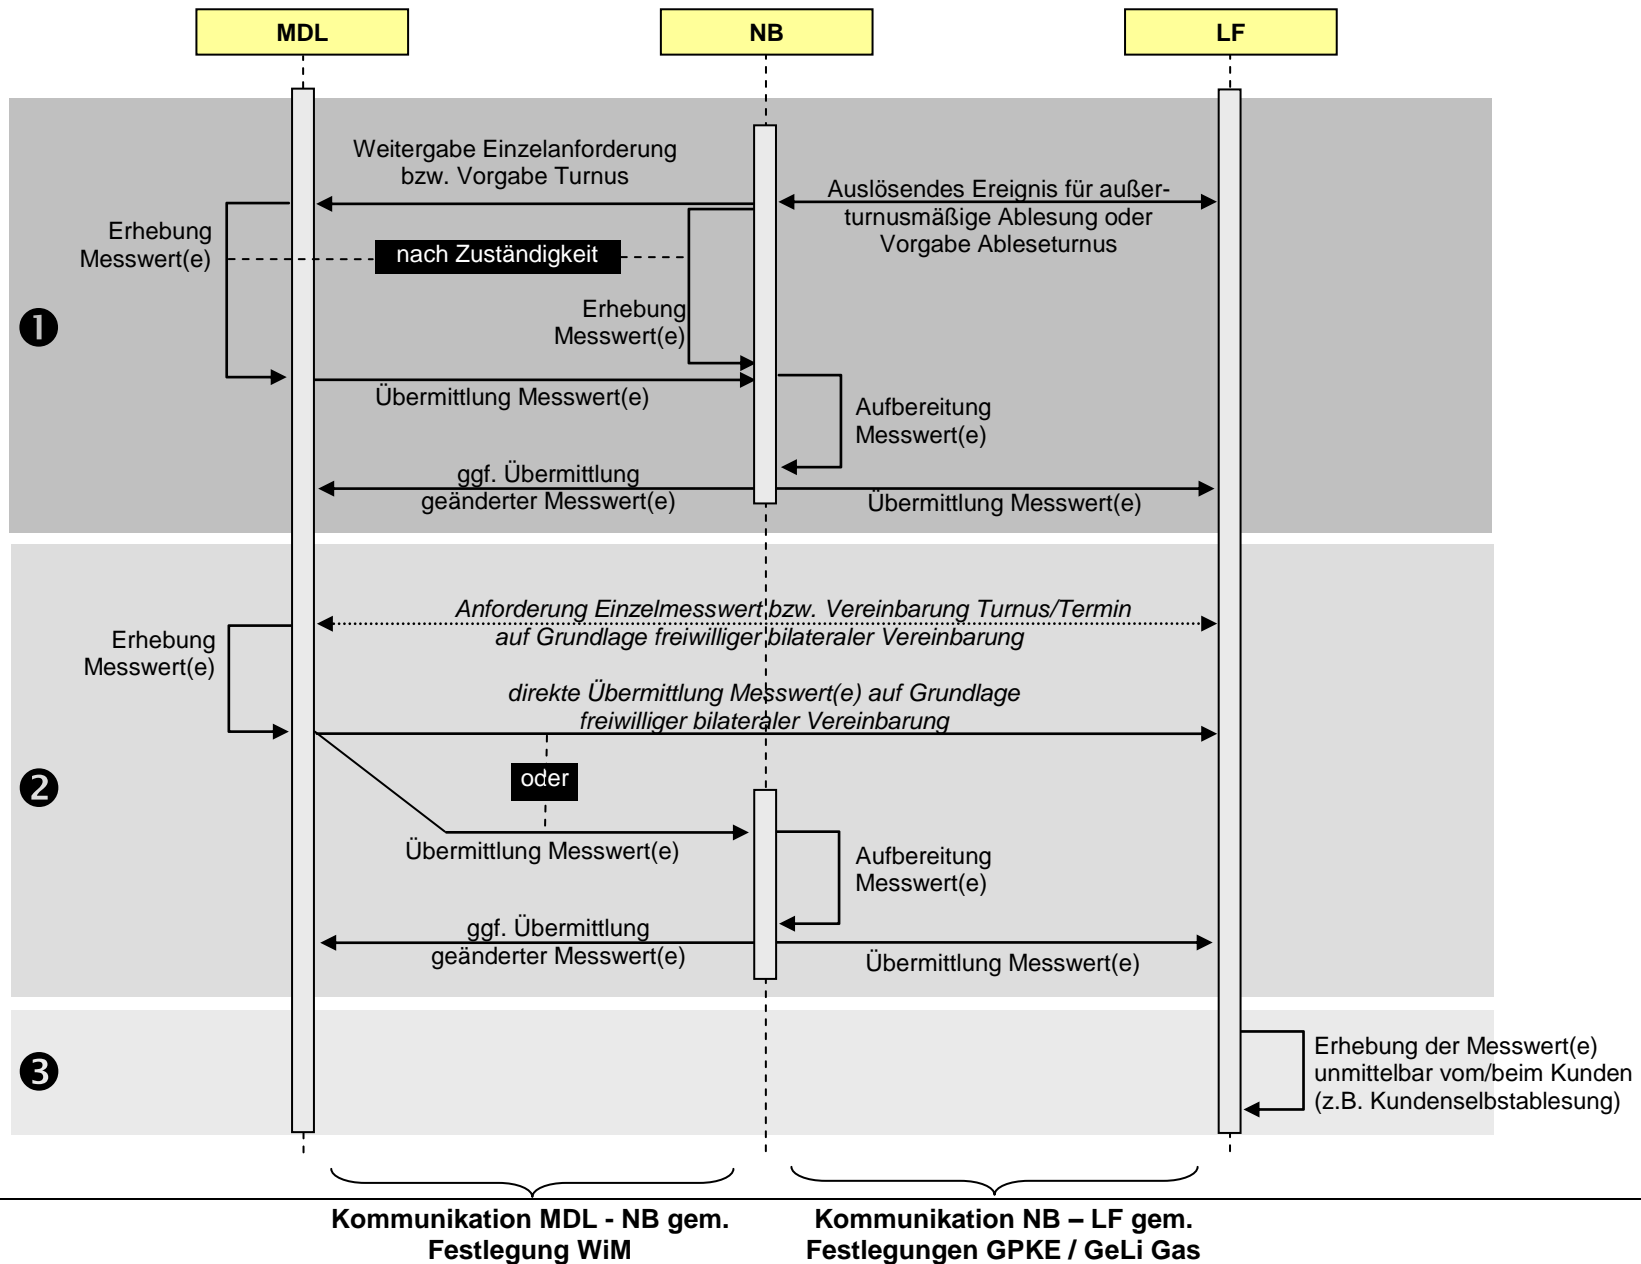 MDL
NB
LF
Weitergabe Einzelanforderung
bzw. Vorgabe Turnus
Auslösendes Ereignis für außer-
turnusmäßige Ablesung oder
Vorgabe Ableseturnus
Erhebung
Messwert(e)
nach Zuständigkeit
❶
Erhebung
Messwert(e)
Übermittlung Messwert(e)
Aufbereitung
Messwert(e)
ggf. Übermittlung
geänderter Messwert(e)
Übermittlung Messwert(e)
Anforderung Einzelmesswert bzw. Vereinbarung Turnus/Termin
auf Grundlage freiwilliger bilateraler Vereinbarung
Erhebung
Messwert(e)
direkte Übermittlung Messwert(e) auf Grundlage
freiwilliger bilateraler Vereinbarung
❷
oder
Übermittlung Messwert(e)
Aufbereitung
Messwert(e)
ggf. Übermittlung
geänderter Messwert(e)
Übermittlung Messwert(e)
❸
Erhebung der Messwert(e)
unmittelbar vom/beim Kunden
(z.B. Kundenselbstablesung)
Kommunikation MDL - NB gem.
Festlegung WiM
Kommunikation NB – LF gem.
Festlegungen GPKE / GeLi Gas